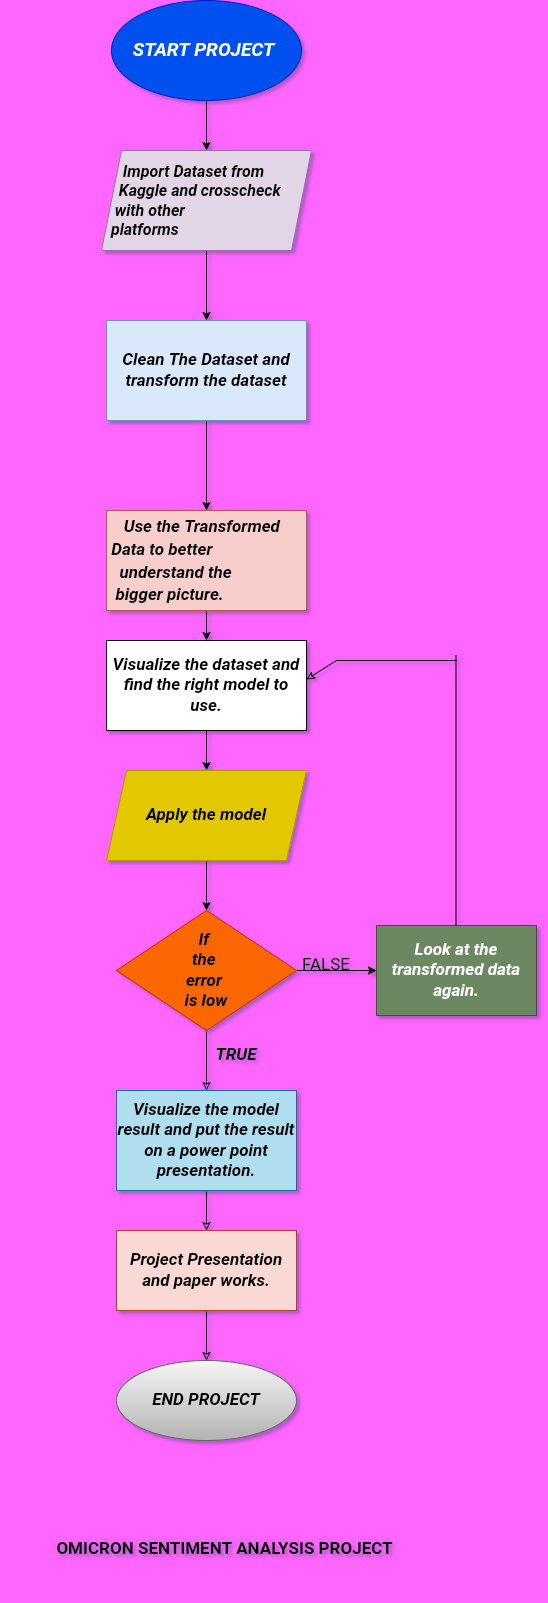 START PROJECT
Import Dataset from
Kaggle and crosscheck
with other
platforms
Clean The Dataset and
transform the dataset
Use the Transformed
Data to better
understand the
bigger picture.
Visualize the dataset and
find the right model to
use.
Apply the model
If
the
error
is low
FALSE
Look at the
transformed data
again.
TRUE
Visualize the model
result and put the result
on a power point
presentation.
Project Presentation
and paper works.
END PROJECT
OMICRON SENTIMENT ANALYSIS PROJECT